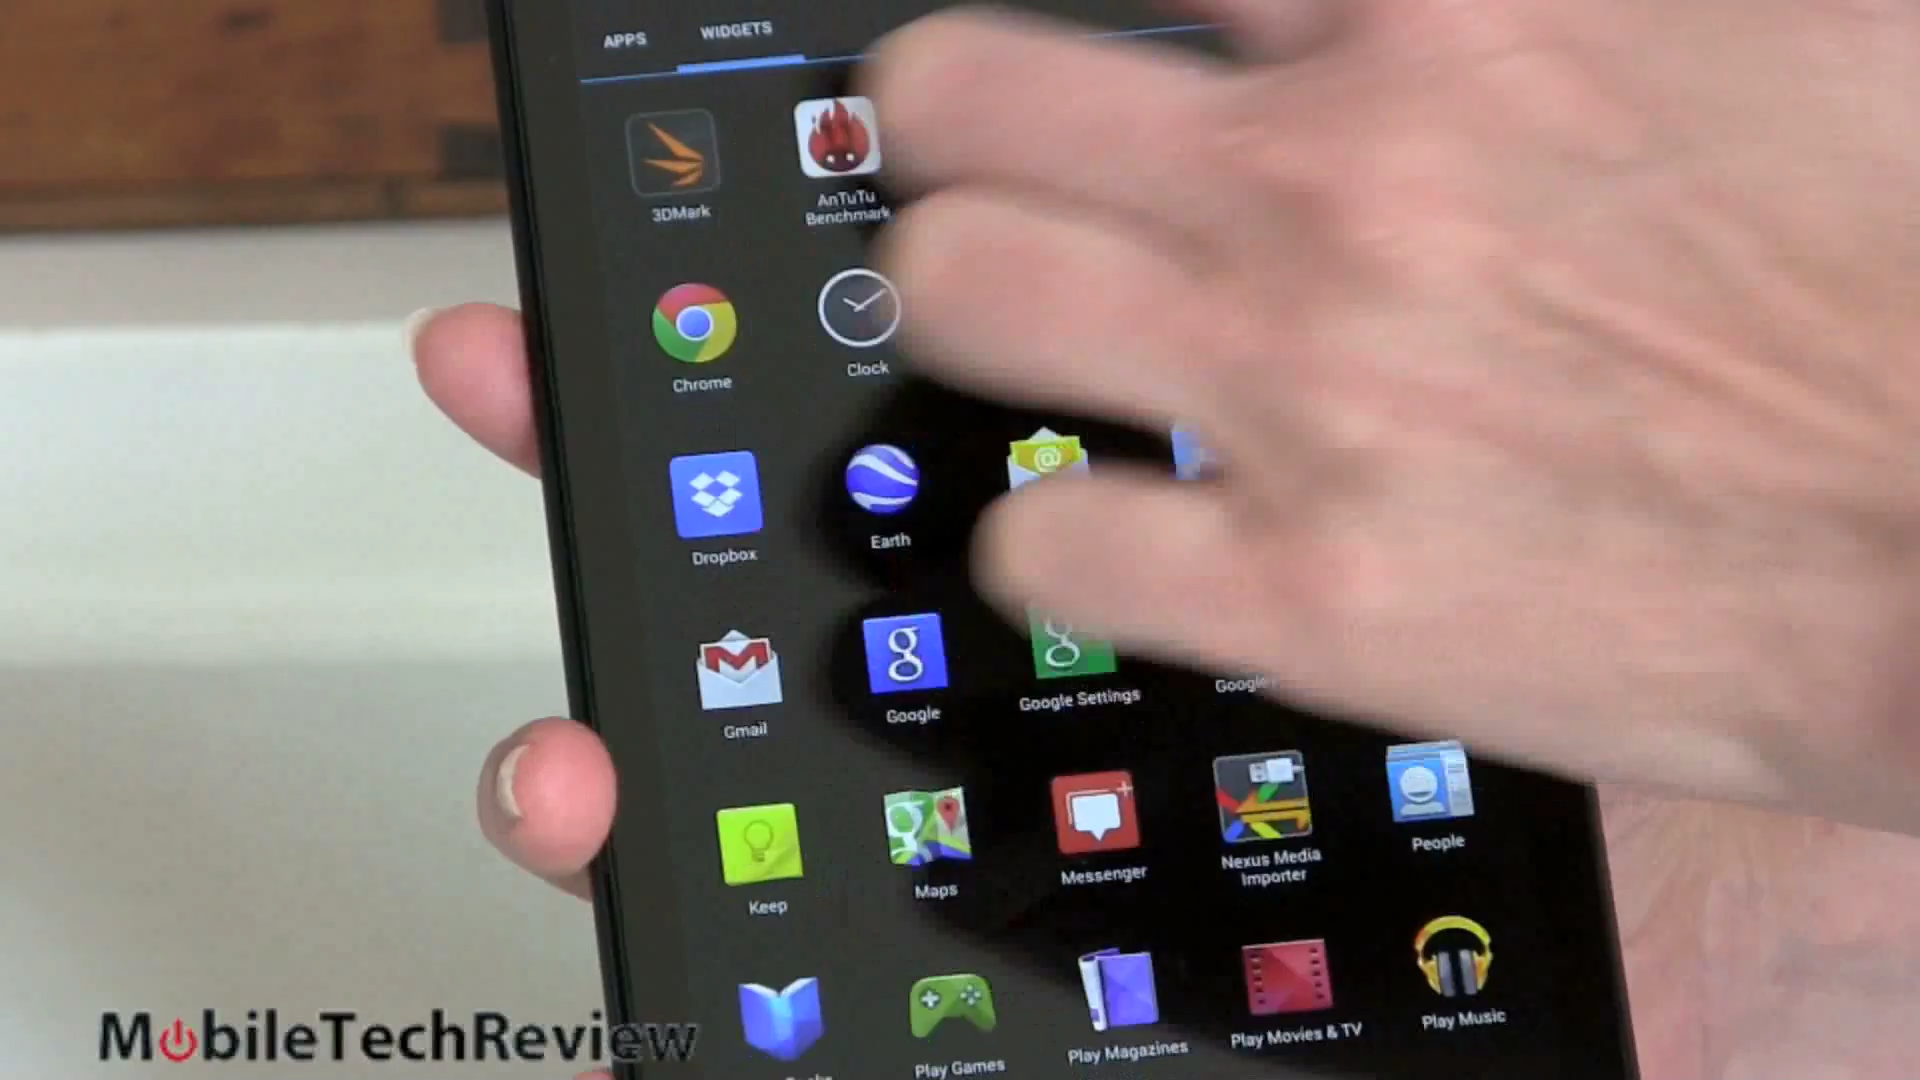 APPS WIDGETS
3DMark
AnTuTu
Benchmark
Chrome
Clock
Dropbox
Earth
Gmail
Google
Google Settings
Google
Keep
Maps
Messenger
Nexus Media
Importer
People
Play Games
Play Magazines
Play Movies & TV
Play Music
MobileTechReview